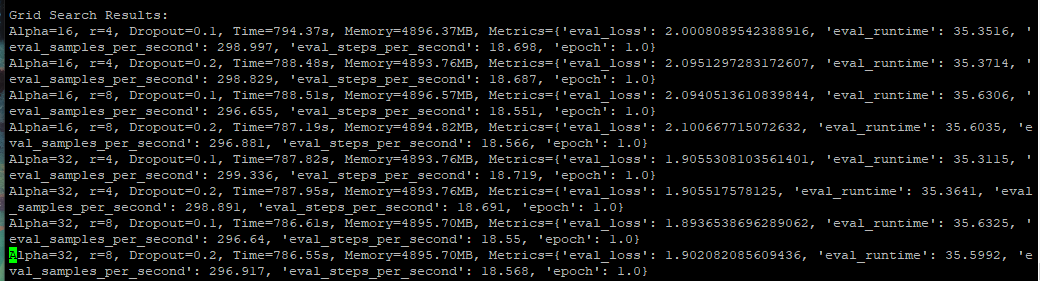 Grid Search Results:
Alpha=16, r=4, Dropout=0.1, Time=794.37s, Memory=4896.37MB, Metrics={'eval_loss': 2.0008089542388916, 'eval_runtime': 35.3516, '
eval_samples_per_second': 298.997, 'eval_steps_per_second': 18.698, 'epoch': 1.0}
Alpha=16, r=4, Dropout=0.2, Time=788.48s, Memory=4893.76MB, Metrics={'eval_loss': 2.0951297283172607, 'eval_runtime': 35.3714, '
eval_samples_per_second': 298.829, 'eval_steps_per_second': 18.687, 'epoch': 1.0}
Alpha=16, r=8, Dropout=0.1, Time=788.51s, Memory=4896.57MB, Metrics={'eval_loss': 2.0940513610839844, 'eval_runtime': 35.6306, '
eval_samples_per_second': 296.655, 'eval_steps_per_second': 18.551, 'epoch': 1.0}
Alpha=16, r=8, Dropout=0.2, Time=787.19s, Memory=4894.82MB, Metrics={'eval_loss': 2.100667715072632, 'eval_runtime': 35.6035, 'e
val_samples_per_second': 296.881, 'eval_steps_per_second': 18.566, 'epoch': 1.0}
Alpha=32, r=4, Dropout=0.1, Time=787.82s, Memory=4893.76MB, Metrics={'eval_loss': 1.9055308103561401, 'eval_runtime': 35.3115, '
eval_samples_per_second': 299.336, 'eval_steps_per_second': 18.719, 'epoch': 1.0}
Alpha=32, r=4, Dropout=0.2, Time=787.95s, Memory=4893.76MB, Metrics={'eval_loss': 1.905517578125, 'eval_runtime': 35.3641, 'eval
_samples_per_second': 298.891, 'eval_steps_per_second': 18.691, 'epoch': 1.0}
Alpha=32, r=8, Dropout=0.1, Time=786.61s, Memory=4895.70MB, Metrics={'eval_loss': 1.8936538696289062, 'eval_runtime': 35.6325, '
eval_samples_per_second': 296.64, 'eval_steps_per_second': 18.55, 'epoch': 1.0}
Alpha=32, r=8, Dropout=0.2, Time=786.55s, Memory=4895.70MB, Metrics={'eval_loss': 1.902082085609436, 'eval_runtime': 35.5992, 'e
val_samples_per_second': 296.917, 'eval_steps_per_second': 18.568, 'epoch': 1.0}